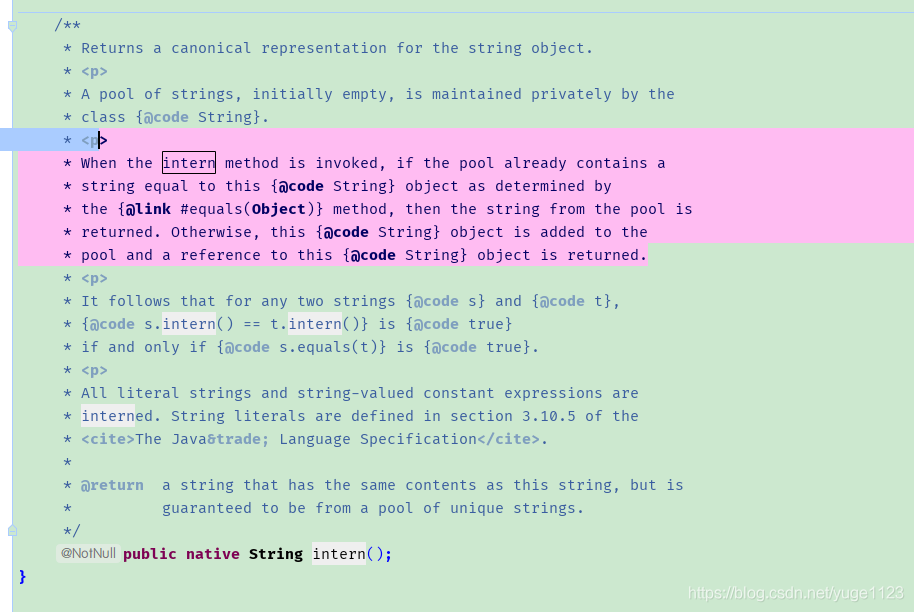 /**
* Returns a canonical representation for the string object.
* <p>
* A pool of strings, initially empty, is maintained privately by the
* class {@code String}.
* <p>
* When the intern method is invoked, if the pool already contains a
* string equal to this {@code String} object as determined by
* the {@link #equals(Object)} method, then the string from the pool is
* returned. Otherwise, this {@code String} object is added to the
* pool and a reference to this {@code String} object is returned.
* <p>
* It follows that for any two strings {@code s} and {@code t},
* {@code s.intern() == t.intern()} is {@code true}
* if and only if {@code s.equals(t)} is {@code true}.
* <p>
* All literal strings and string-valued constant expressions are
* interned. String literals are defined in section 3.10.5 of the
* <cite>The Java&trade; Language Specification</cite>.
*
* @return  a string that has the same contents as this string, but is
*          guaranteed to be from a pool of unique strings.
*/
@NotNull public native String intern();
}
https://blog.csdn.net/yuge1123